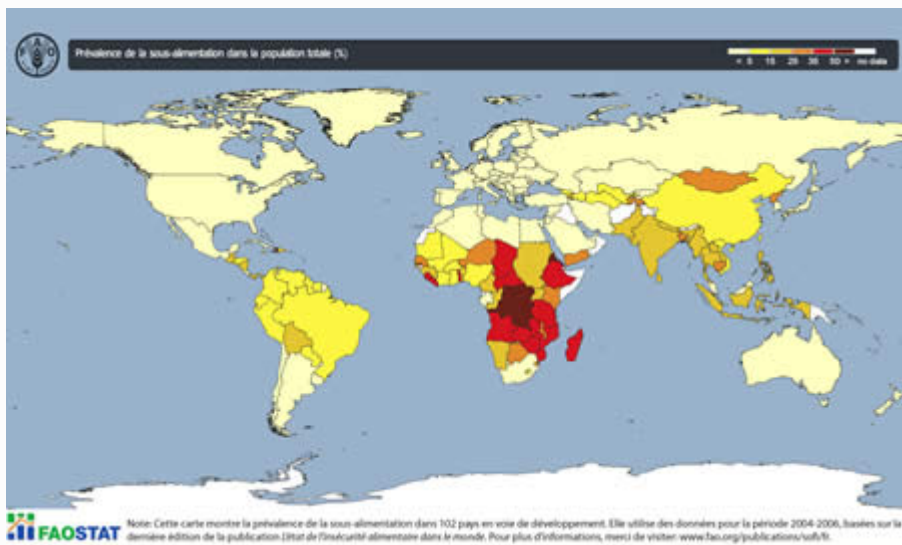 FAO
Prévalence de la sous-alimentation dans la population totale (%)
< 5 15 25 35 50 > no data
FAOSTAT
Note: Cette carte montre la prévalence de la sous-alimentation dans 102 pays en voie de développement. Elle utilise des données pour la période 2004-2006, basées sur la
dernière édition de la publication L'état de l'insécurité alimentaire dans le monde. Pour plus d'informations, merci de visiter: www.fao.org/publications/sofi/fr.